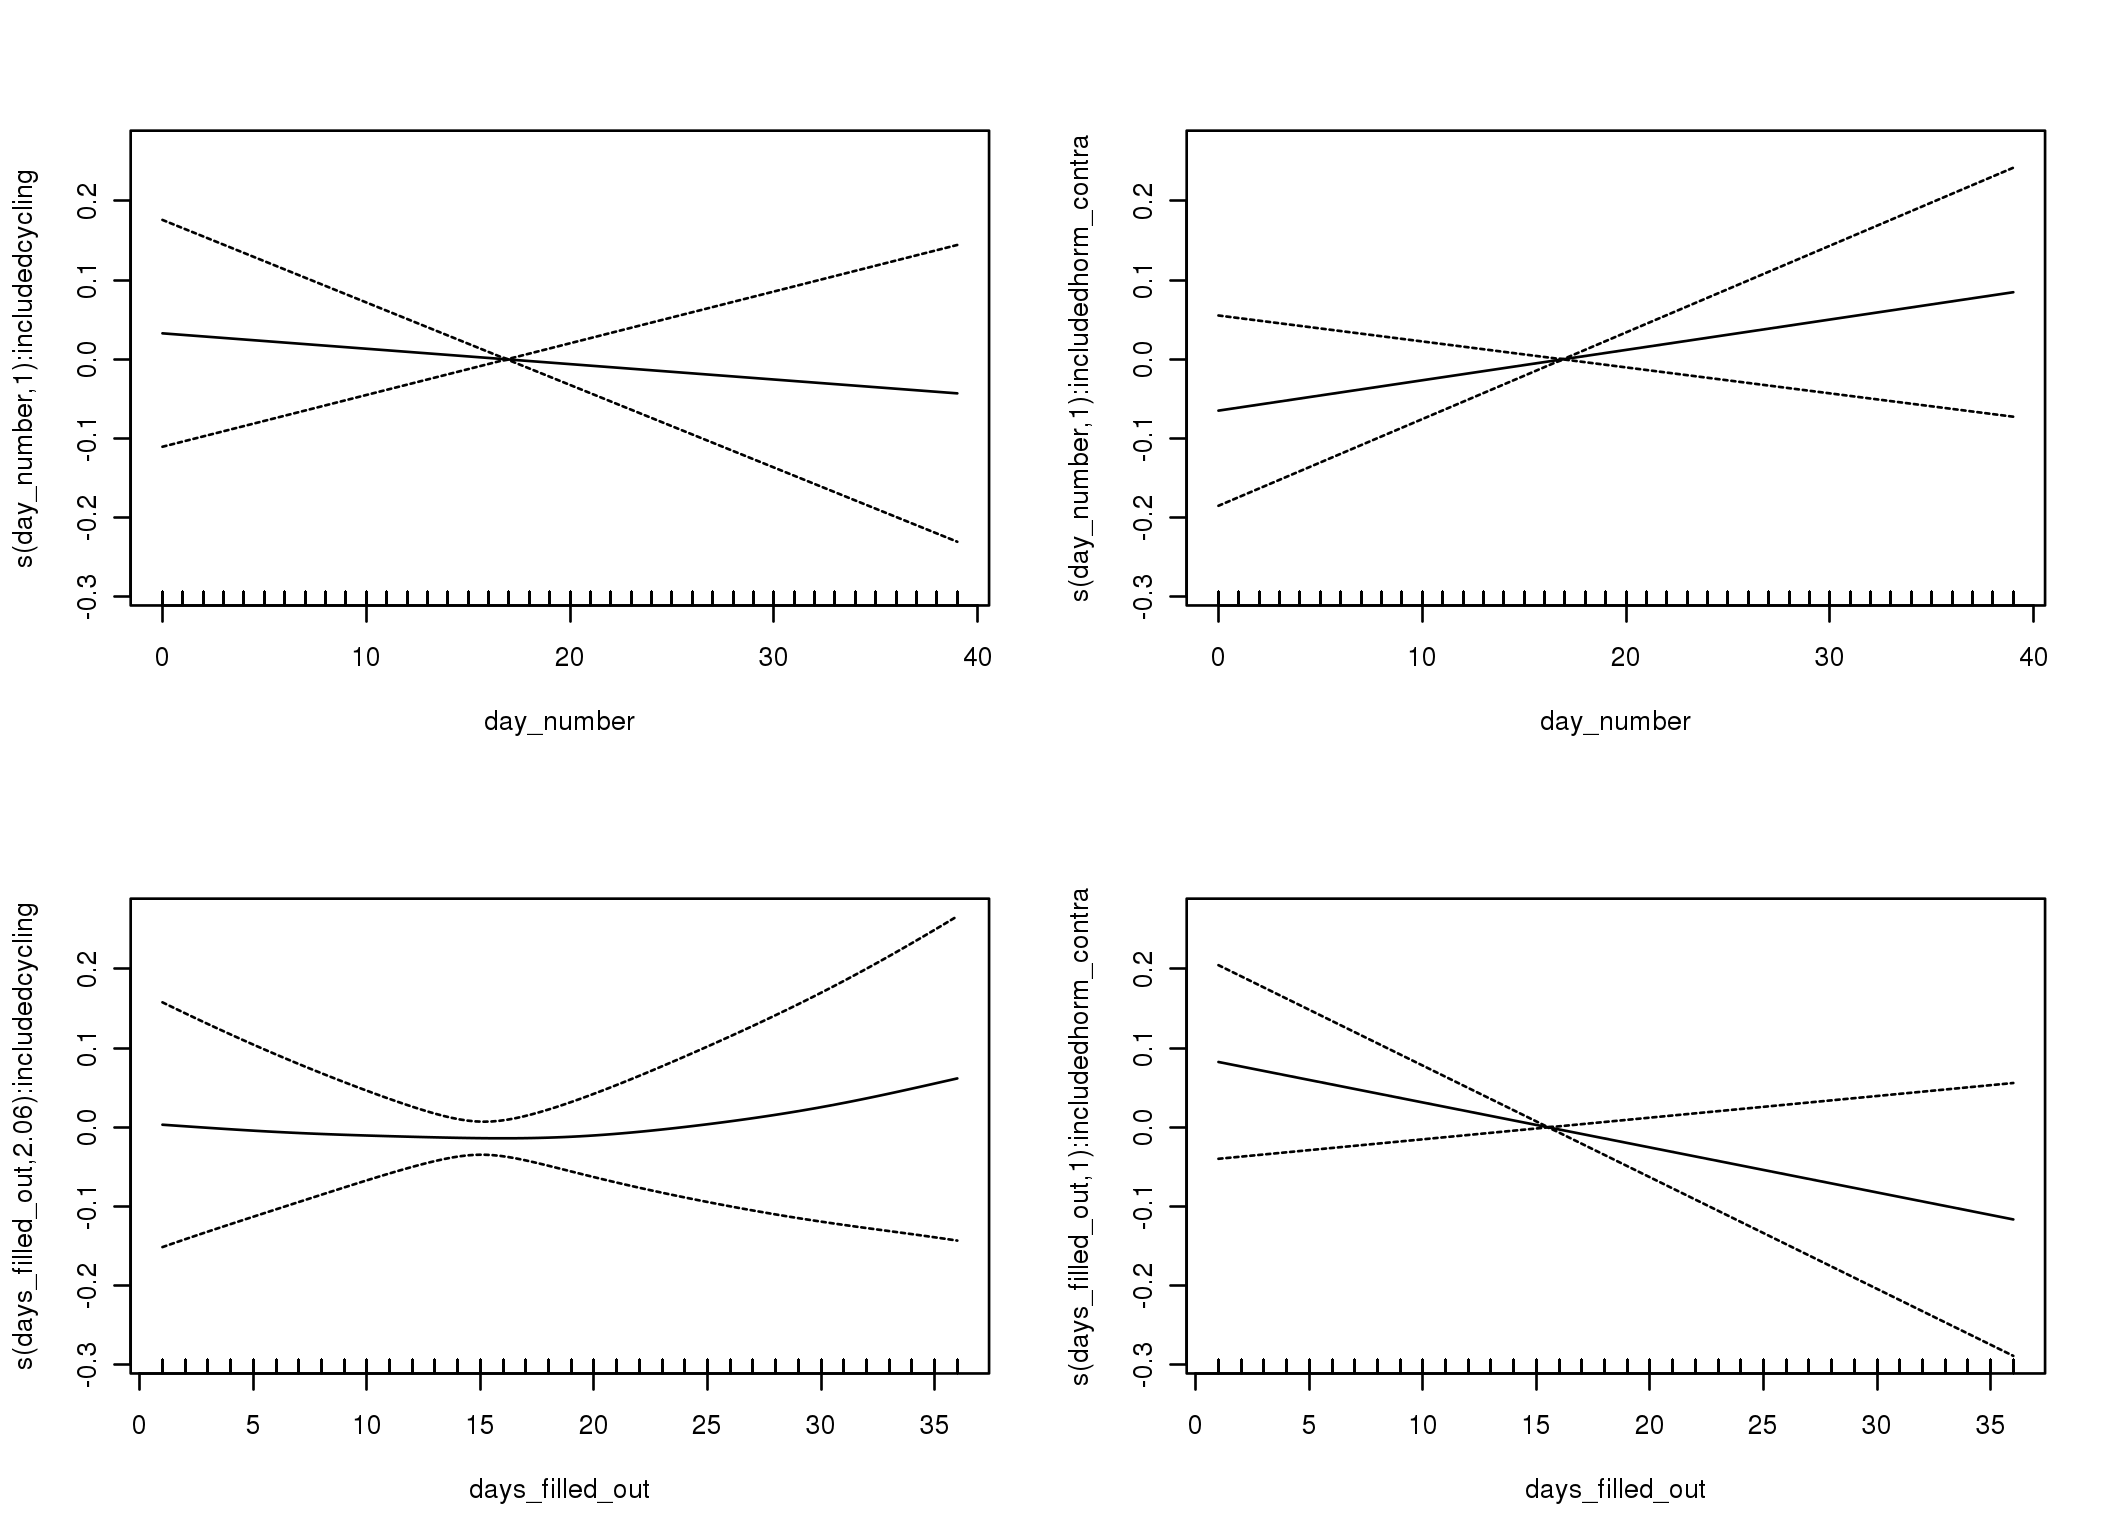 s(day_number,1):includedcycling
0.2
0.1
0.0
-0.1
-0.2
-0.3
0 10 20 30 40
day_number
s(day_number,1):includedhorm_contra
0.2
0.1
0.0
-0.1
-0.2
-0.3
0 10 20 30 40
day_number
s(days_filled_out,2.06):includedcycling
0.2
0.1
0.0
-0.1
-0.2
-0.3
0 5 10 15 20 25 30 35
days_filled_out
s(days_filled_out,1):includedhorm_contra
0.2
0.1
0.0
-0.1
-0.2
-0.3
0 5 10 15 20 25 30 35
days_filled_out